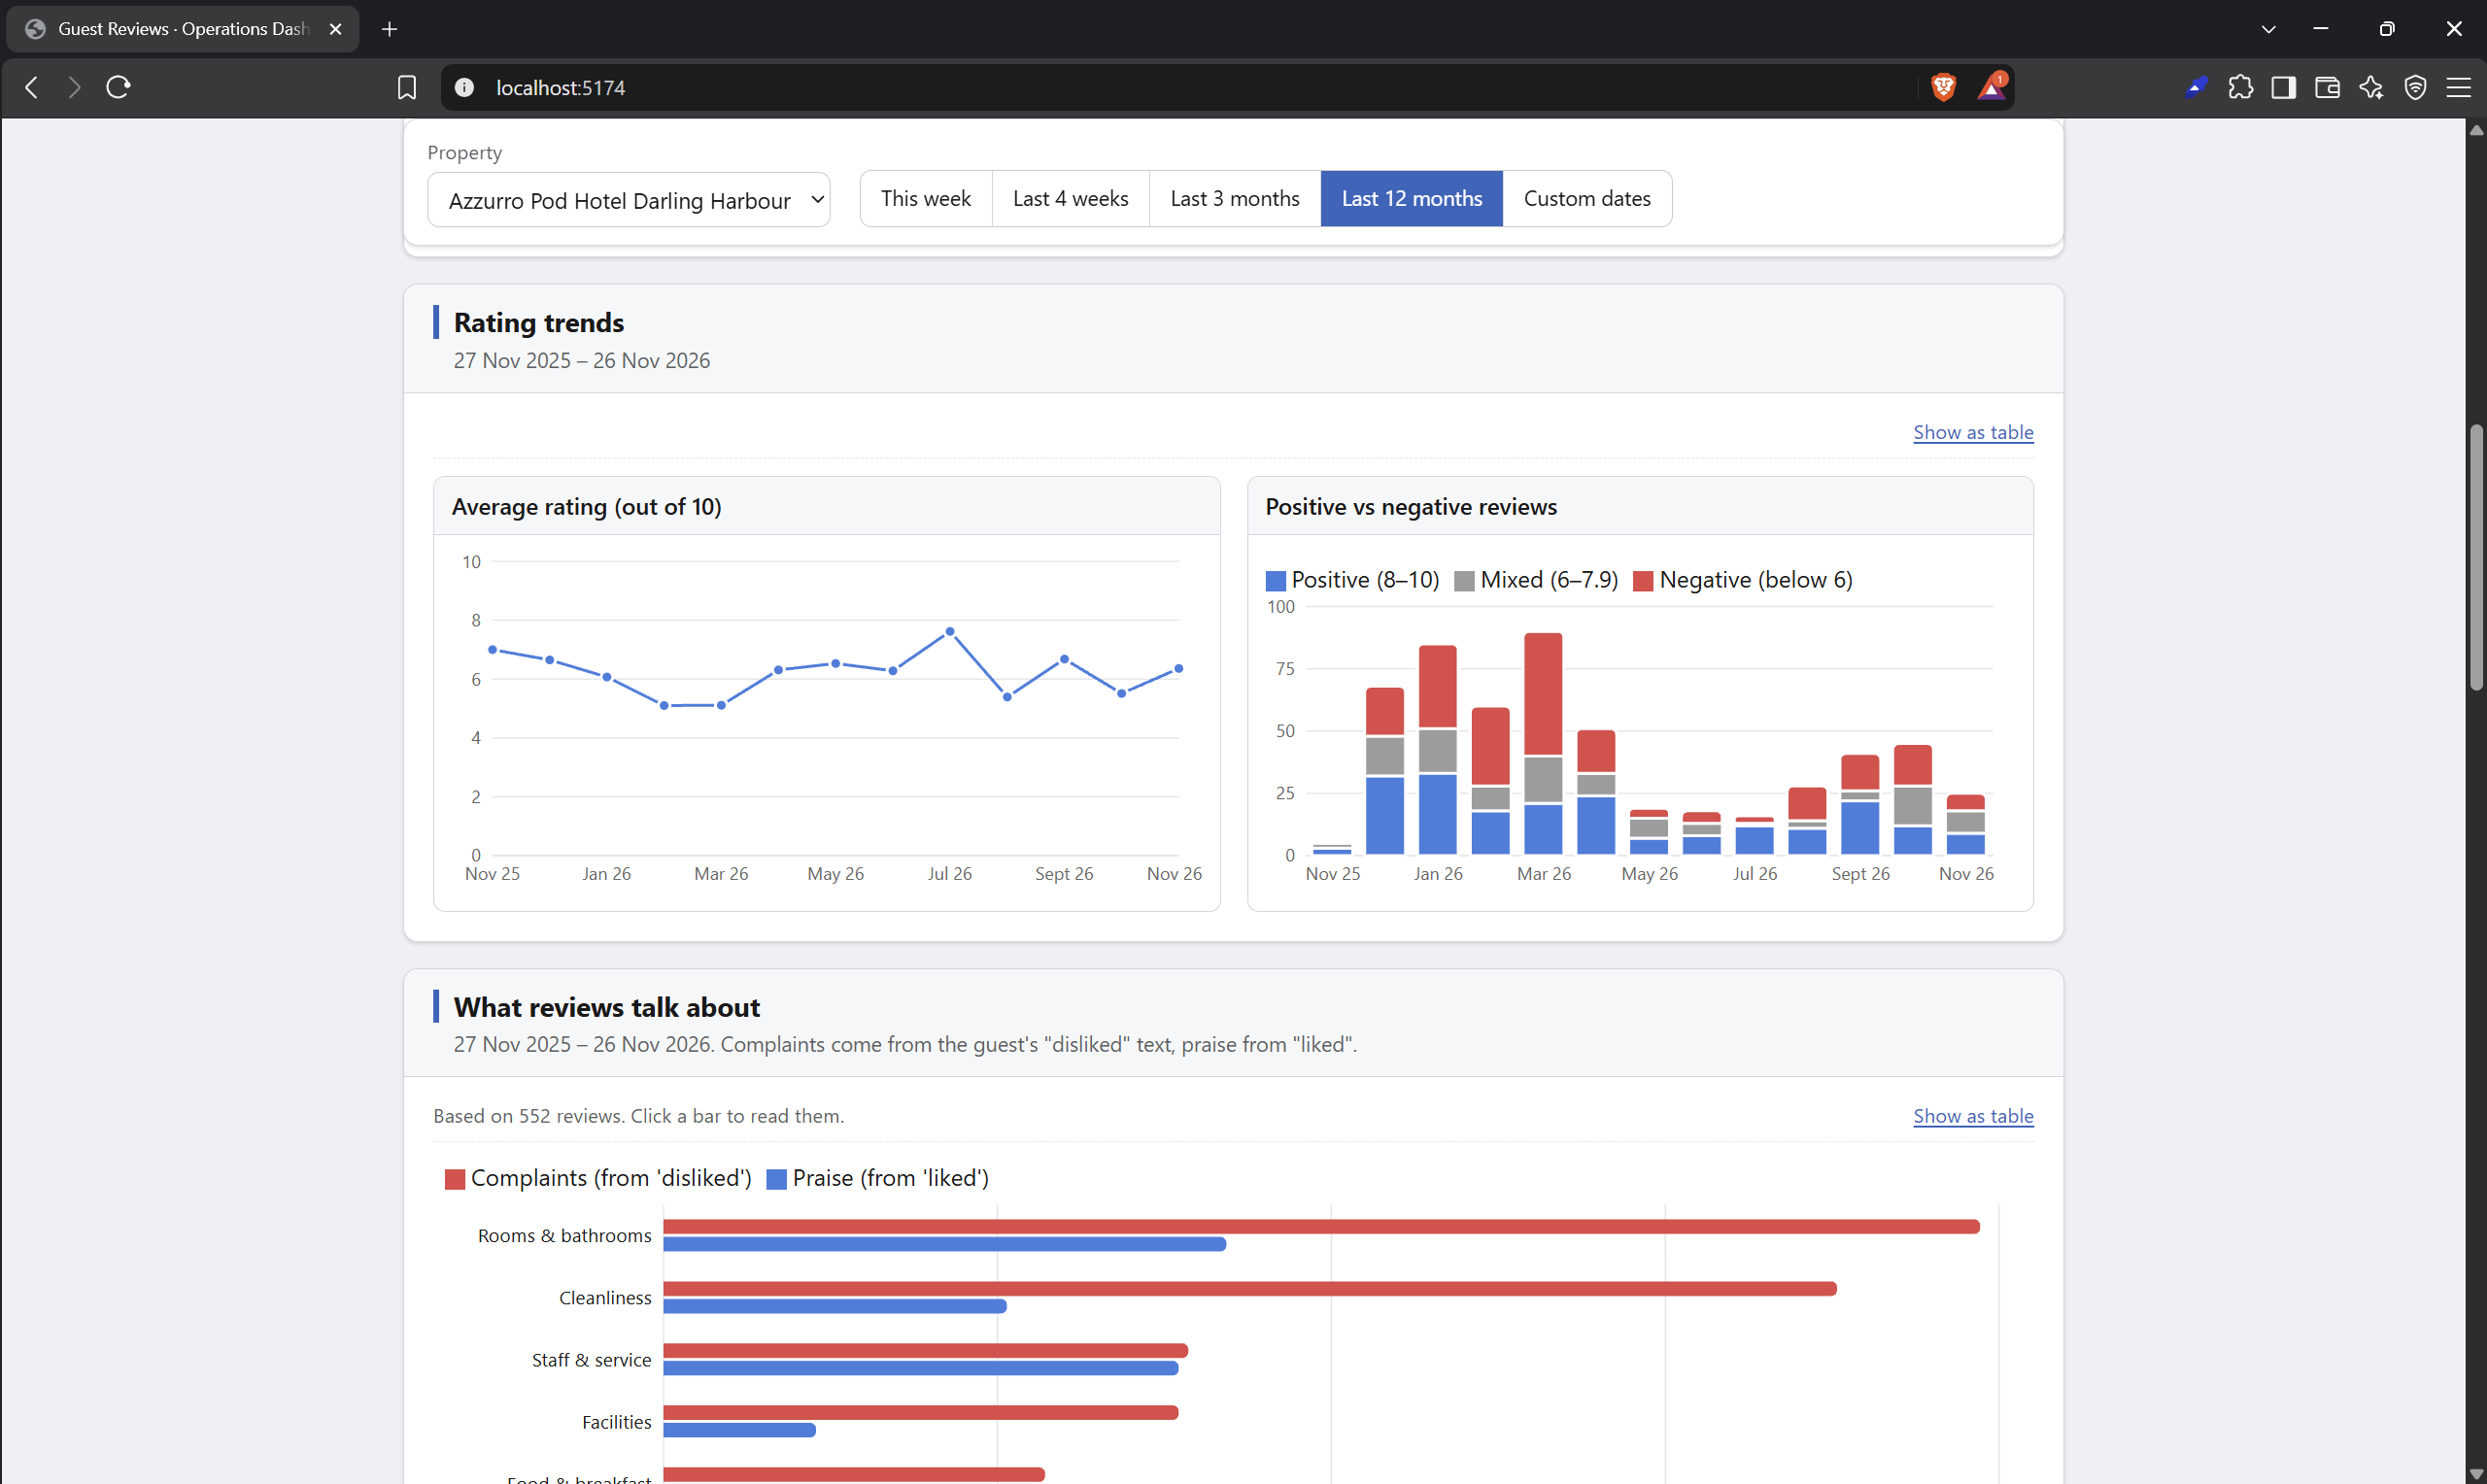 Guest Reviews · Operations Dash
localhost:5174
1
Property
Azzurro Pod Hotel Darling Harbour
This week
Last 4 weeks
Last 3 months
Last 12 months
Custom dates
Rating trends
27 Nov 2025 – 26 Nov 2026
Show as table
Average rating (out of 10)
10
8
6
4
2
0
Nov 25
Jan 26
Mar 26
May 26
Jul 26
Sept 26
Nov 26
Positive vs negative reviews
Positive (8–10)
Mixed (6–7.9)
Negative (below 6)
100
75
50
25
0
Nov 25
Jan 26
Mar 26
May 26
Jul 26
Sept 26
Nov 26
What reviews talk about
27 Nov 2025 – 26 Nov 2026. Complaints come from the guest's "disliked" text, praise from "liked".
Based on 552 reviews. Click a bar to read them.
Show as table
Complaints (from 'disliked')
Praise (from 'liked')
Rooms & bathrooms
Cleanliness
Staff & service
Facilities
Food & breakfast